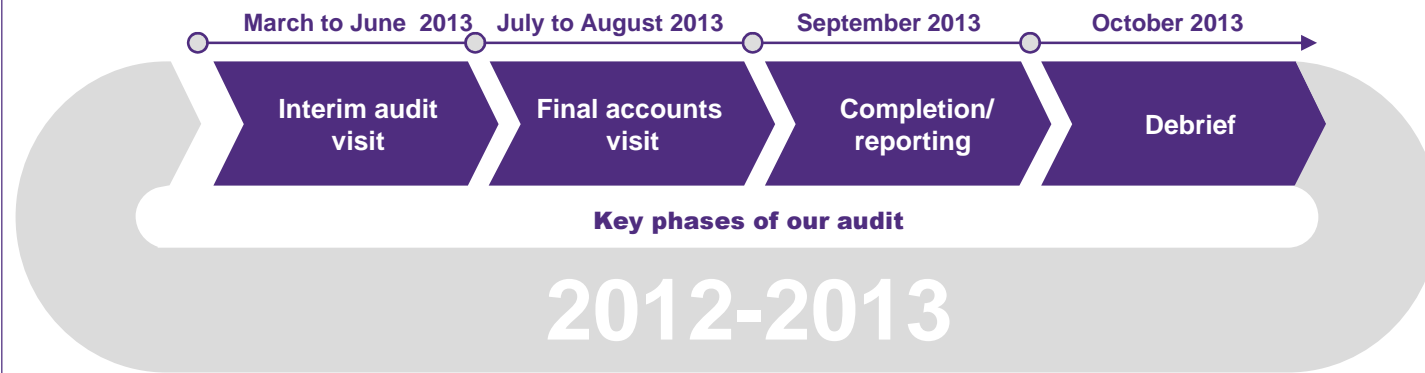 March to June 2013 July to August 2013 September 2013 October 2013
Interim audit
visit
Final accounts
visit
Completion/
reporting
Debrief
Key phases of our audit
2012-2013